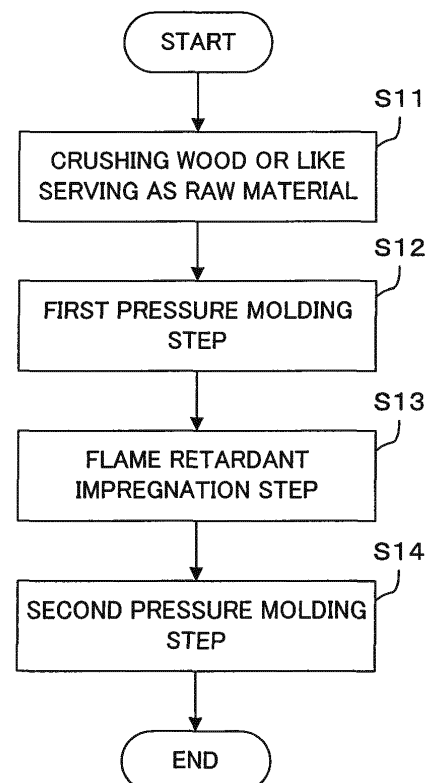 START
S11
CRUSHING WOOD OR LIKE
SERVING AS RAW MATERIAL
S12
FIRST PRESSURE MOLDING
STEP
S13
FLAME RETARDANT
IMPREGNATION STEP
S14
SECOND PRESSURE MOLDING
STEP
END